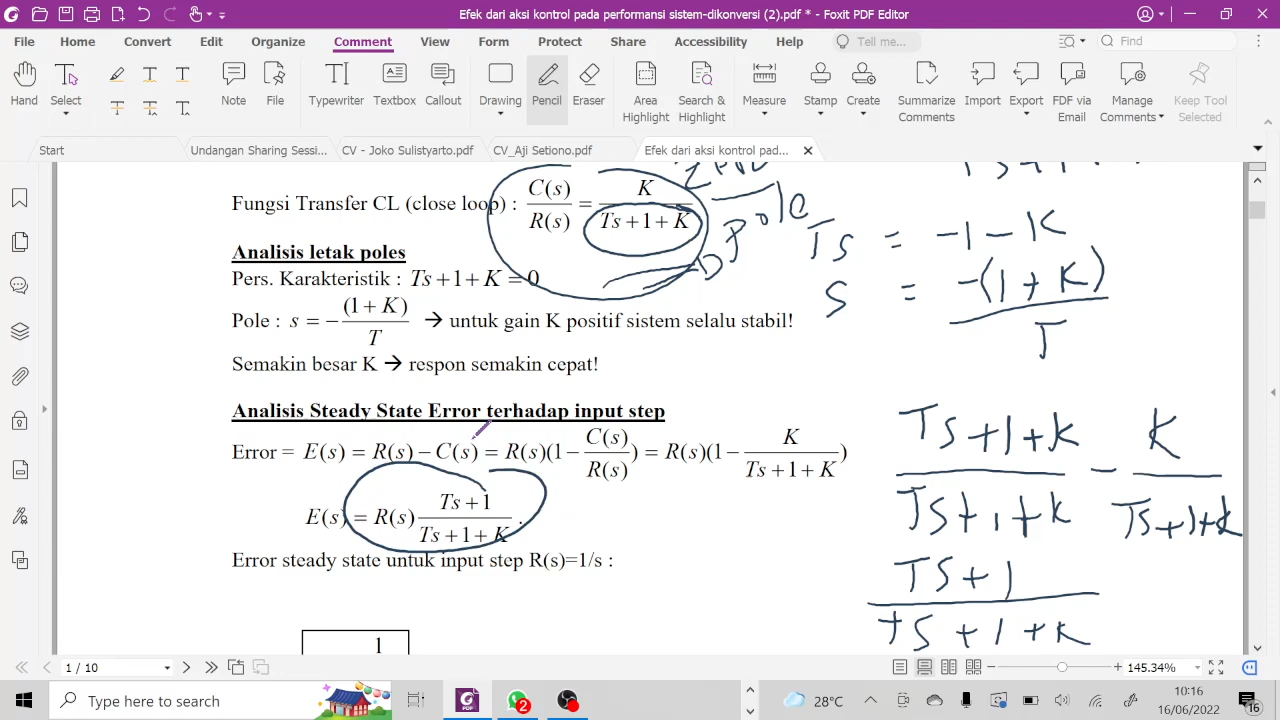 Efek dari aksi kontrol pada performansi sistem-dikonversi (2).pdf * - Foxit PDF Editor
File Home Convert Edit Organize Comment View Form Protect Share Accessibility Help Tell me... Find
Hand Select Note File Typewriter Textbox Callout Drawing Pencil Eraser Area Highlight Search & Highlight Measure Stamp Create Summarize Comments Import Export FDF via Email Manage Comments Keep Tool Selected
Start Undangan Sharing Sessi... CV - Joko Sulistyarto.pdf CV_Aji Setiono.pdf Efek dari aksi kontrol pad...
Fungsi Transfer CL (close loop) : C(s)/R(s) = K/(Ts+1+K)
pole
Ts = -1 - K
Analisis letak poles
Pers. Karakteristik : Ts+1+K = 0
s = -(1+K)/T
Pole : s = -(1+K)/T → untuk gain K positif sistem selalu stabil!
Semakin besar K → respon semakin cepat!
Analisis Steady State Error terhadap input step
Error = E(s) = R(s) - C(s) = R(s)(1 - C(s)/R(s)) = R(s)(1 - K/(Ts+1+K))
Ts+1+K/Ts+1+K - K/Ts+1+K
E(s) = R(s) (Ts+1)/(Ts+1+K) .
Error steady state untuk input step R(s)=1/s :
Ts+1/Ts+1+K
1
1 / 10 145.34%
Type here to search 2 28°C 10:16
16/06/2022 16